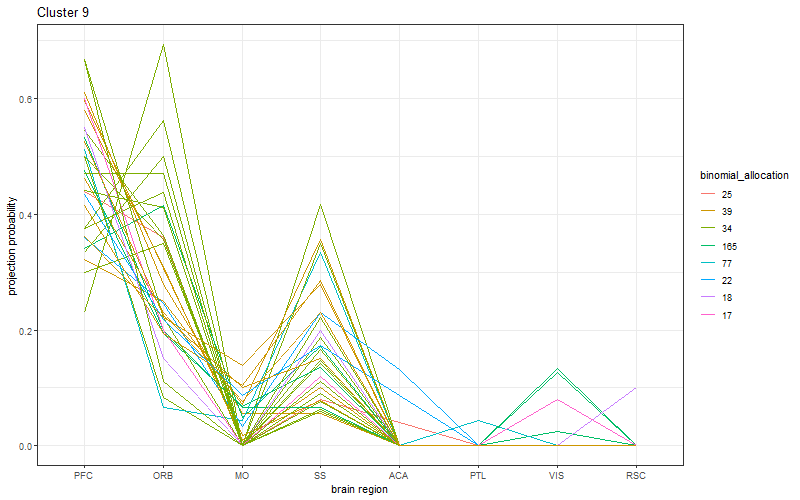 Cluster 9
projection probability
0.6
0.4
0.2
0.0
PFC ORB MO SS ACA PTL VIS RSC
brain region
binomial_allocation
25
39
34
165
77
22
18
17